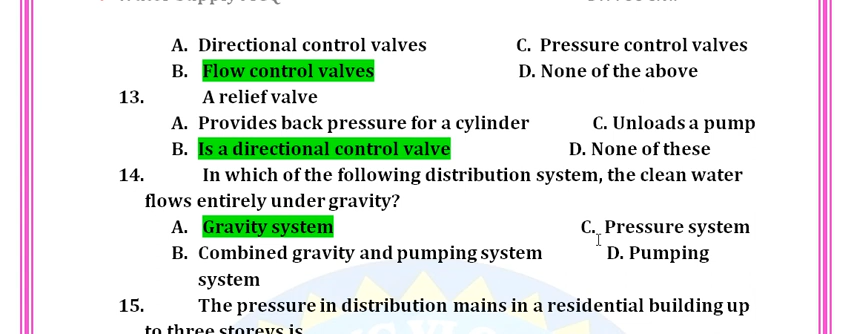 A. Directional control valves C. Pressure control valves
B. Flow control valves D. None of the above
13. A relief valve
A. Provides back pressure for a cylinder C. Unloads a pump
B. Is a directional control valve D. None of these
14. In which of the following distribution system, the clean water
flows entirely under gravity?
A. Gravity system C. Pressure system
B. Combined gravity and pumping system D. Pumping
system
15. The pressure in distribution mains in a residential building up
to three storeys is